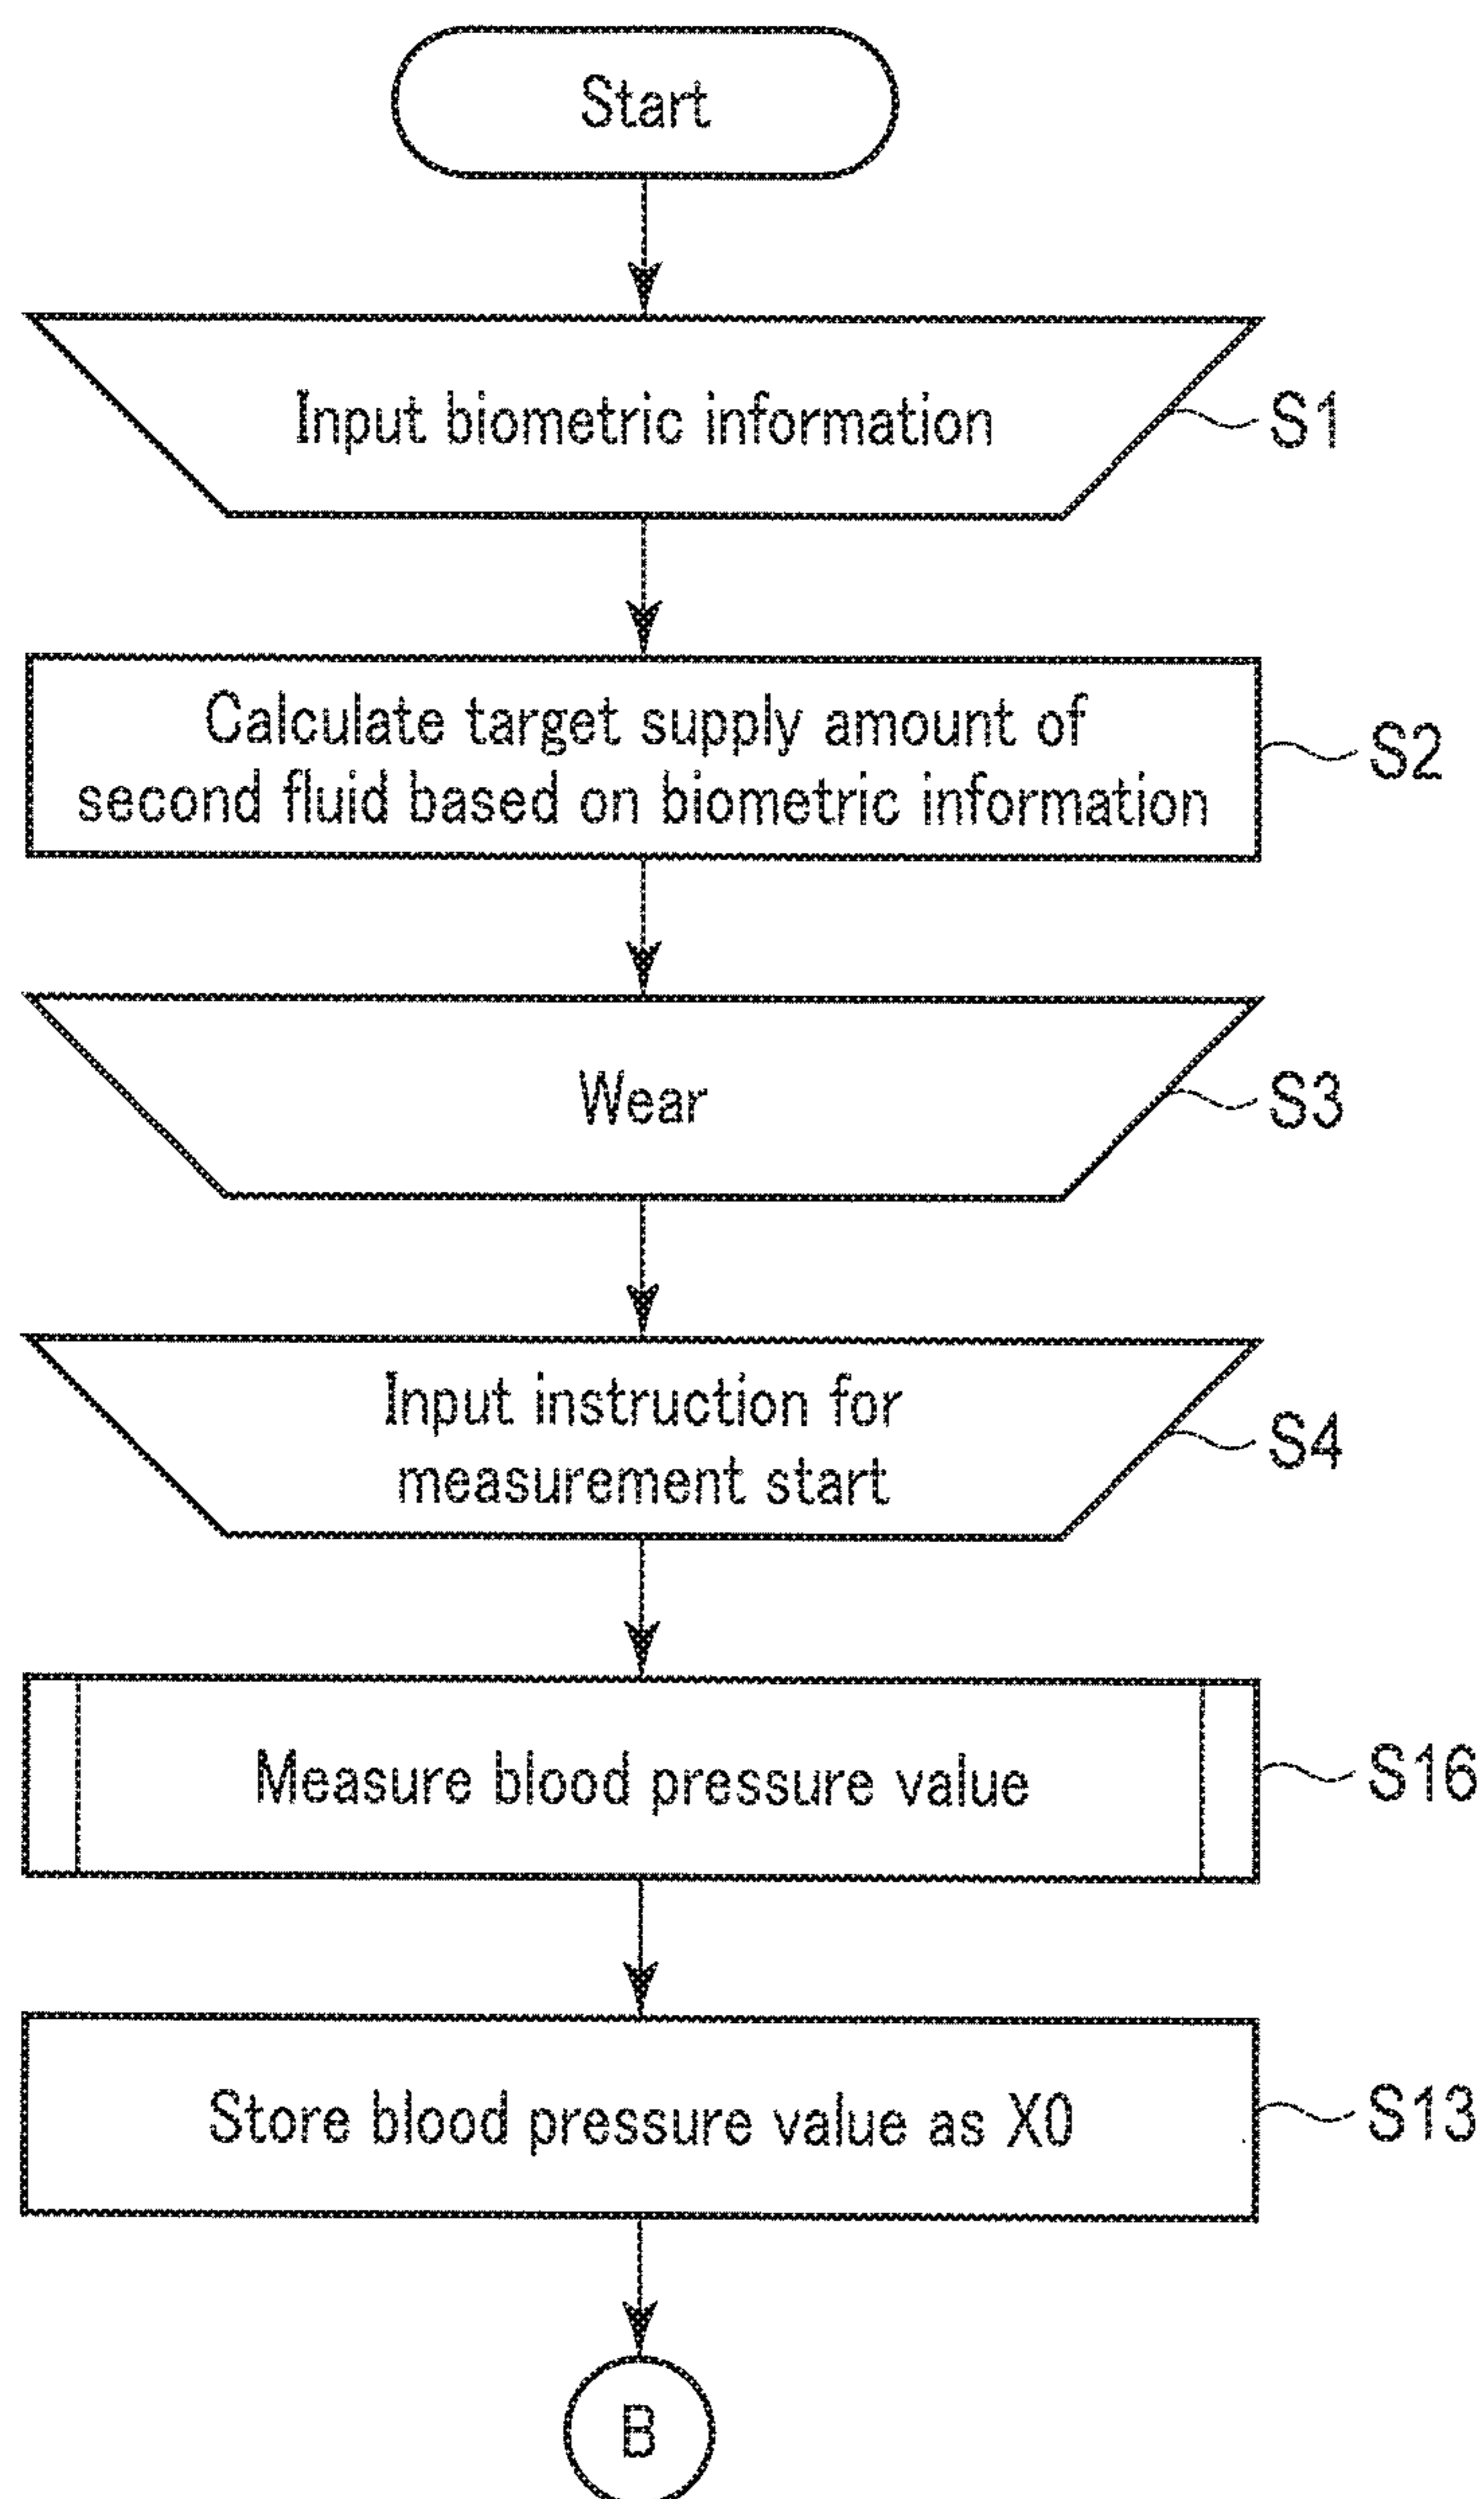 Start
Input biometric information
S1
Calculate target supply amount of
second fluid based on biometric information
S2
Wear
S3
Input instruction for
measurement start
S4
Measure blood pressure value
S16
Store blood pressure value as X0
S13
B